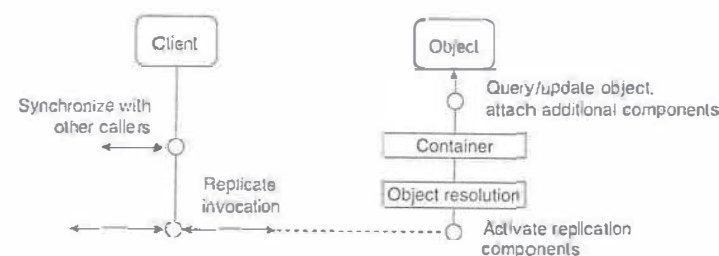 Client
Object
Synchronize with
other callers
Query/update object,
attach additional components
Container
Replicate
invocation
Object resolution
Activate replication
components